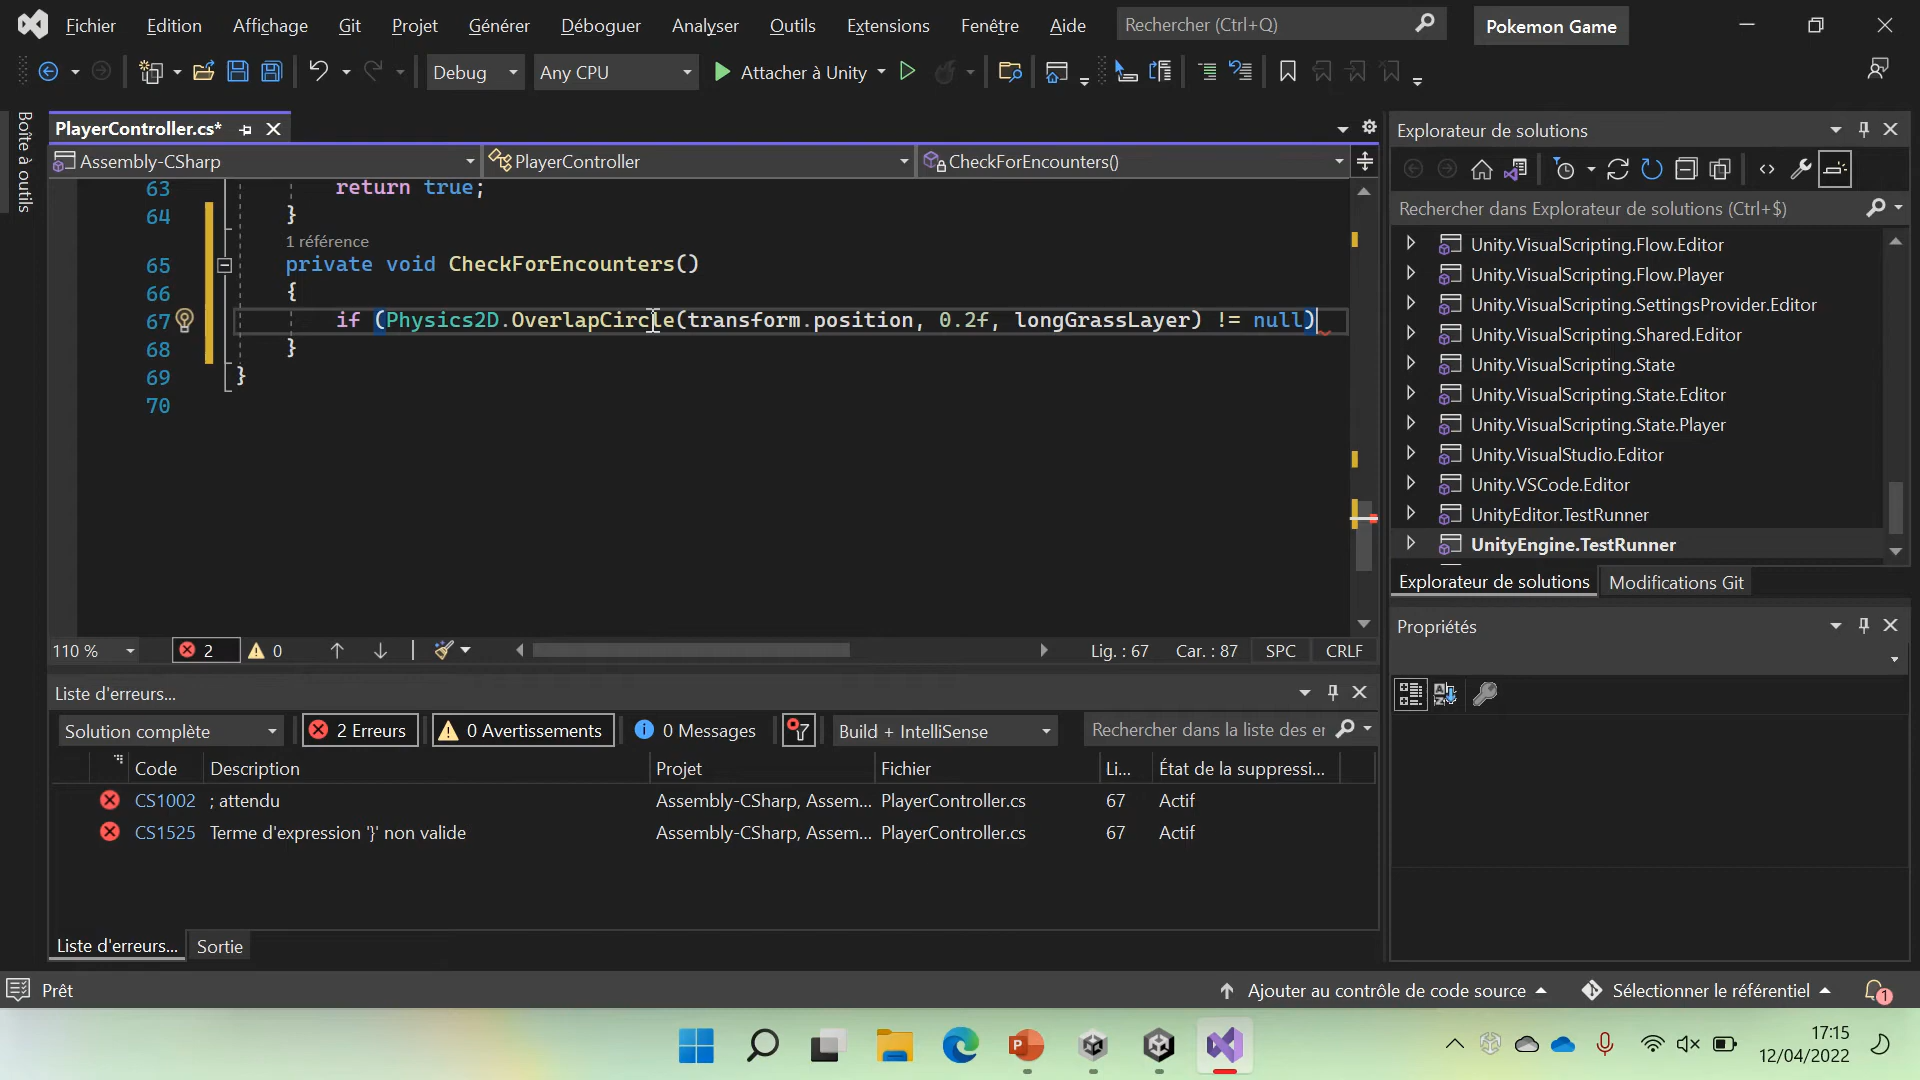 Fichier Edition Affichage Git Projet Générer Déboguer Analyser Outils Extensions Fenêtre Aide Rechercher (Ctrl+Q) Pokemon Game
Debug Any CPU Attacher à Unity
Boîte à outils
PlayerController.cs*
Assembly-CSharp PlayerController CheckForEncounters()
63 return true;
64 }
1 référence
65 private void CheckForEncounters()
66 {
67 if (Physics2D.OverlapCircle(transform.position, 0.2f, longGrassLayer) != null)
68 }
69 }
70
110 % 2 0 Lig. : 67 Car. : 87 SPC CRLF
Liste d'erreurs...
Solution complète 2 Erreurs 0 Avertissements 0 Messages Build + IntelliSense Rechercher dans la liste des er
Code Description Projet Fichier Li... État de la suppressi...
CS1002 ; attendu Assembly-CSharp, Assem... PlayerController.cs 67 Actif
CS1525 Terme d'expression '}' non valide Assembly-CSharp, Assem... PlayerController.cs 67 Actif
Liste d'erreurs... Sortie
Explorateur de solutions
Rechercher dans Explorateur de solutions (Ctrl+$)
Unity.VisualScripting.Flow.Editor
Unity.VisualScripting.Flow.Player
Unity.VisualScripting.SettingsProvider.Editor
Unity.VisualScripting.Shared.Editor
Unity.VisualScripting.State
Unity.VisualScripting.State.Editor
Unity.VisualScripting.State.Player
Unity.VisualStudio.Editor
Unity.VSCode.Editor
UnityEditor.TestRunner
UnityEngine.TestRunner
Explorateur de solutions Modifications Git
Propriétés
Prêt Ajouter au contrôle de code source Sélectionner le référentiel 1
17:15
12/04/2022